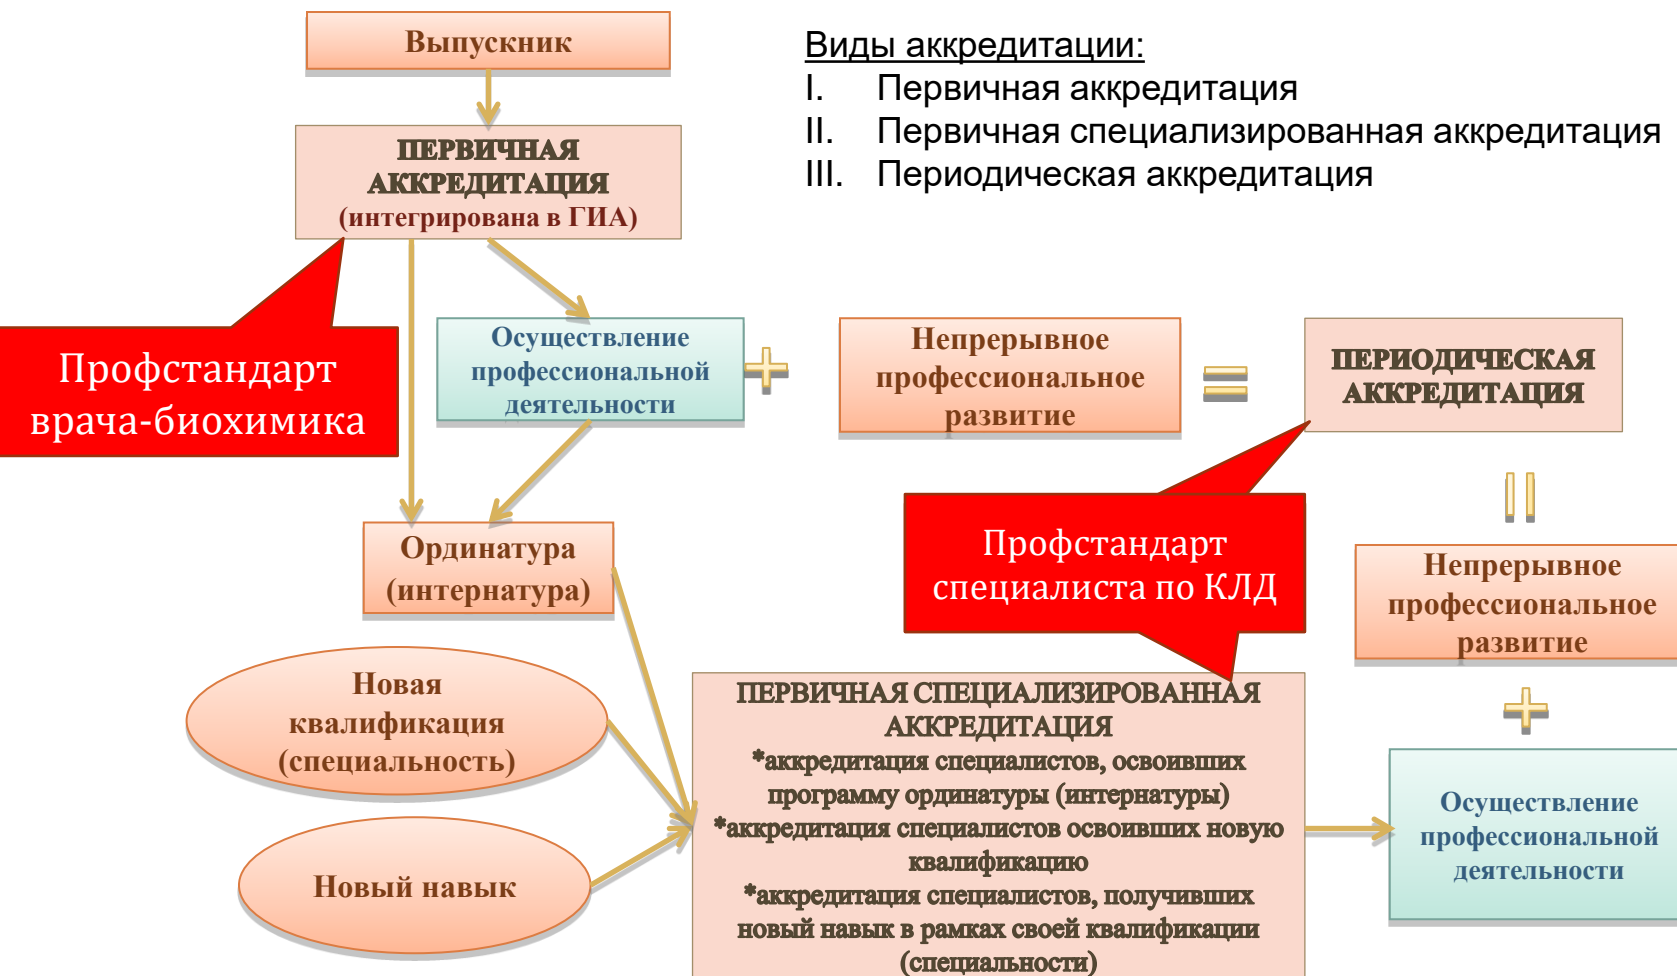 Выпускник
Виды аккредитации:
I. Первичная аккредитация
II. Первичная специализированная аккредитация
III. Периодическая аккредитация
ПЕРВИЧНАЯ
АККРЕДИТАЦИЯ
(интегрирована в ГИА)
Профстандарт
врача-биохимика
Осуществление
профессиональной
деятельности
+
Непрерывное
профессиональное
развитие
=
ПЕРИОДИЧЕСКАЯ
АККРЕДИТАЦИЯ
Ординатура
(интернатура)
Профстандарт
специалиста по КЛД
=
Непрерывное
профессиональное
развитие
+
Новая
квалификация
(специальность)
Новый навык
ПЕРВИЧНАЯ СПЕЦИАЛИЗИРОВАННАЯ
АККРЕДИТАЦИЯ
*аккредитация специалистов, освоивших
программу ординатуры (интернатуры)
*аккредитация специалистов освоивших новую
квалификацию
*аккредитация специалистов, получивших
новый навык в рамках своей квалификации
(специальности)
Осуществление
профессиональной
деятельности